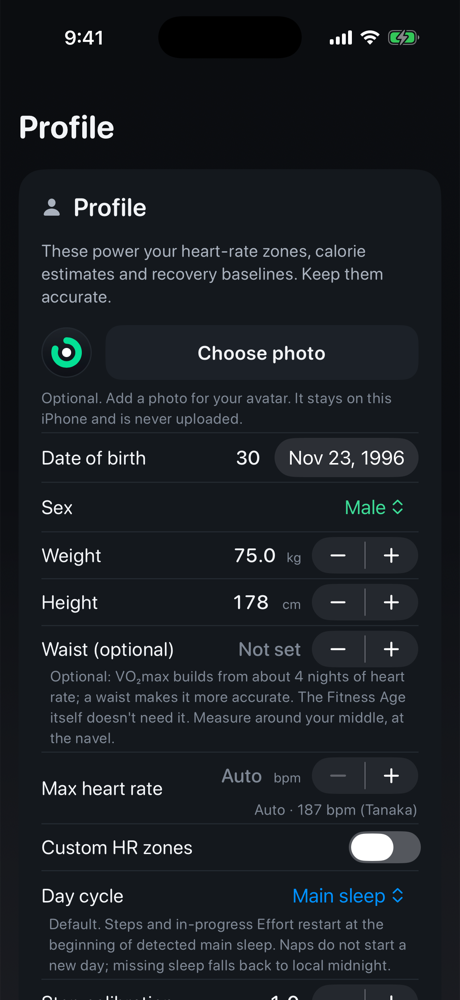 9:41
Profile
Profile
These power your heart-rate zones, calorie
estimates and recovery baselines. Keep them
accurate.
Choose photo
Optional. Add a photo for your avatar. It stays on this
iPhone and is never uploaded.
Date of birth 30 Nov 23, 1996
Sex Male
Weight 75.0 kg − +
Height 178 cm − +
Waist (optional) Not set − +
Optional: VO₂max builds from about 4 nights of heart
rate; a waist makes it more accurate. The Fitness Age
itself doesn't need it. Measure around your middle, at
the navel.
Max heart rate Auto bpm − +
Auto · 187 bpm (Tanaka)
Custom HR zones
Day cycle Main sleep
Default. Steps and in-progress Effort restart at the
beginning of detected main sleep. Naps do not start a
new day; missing sleep falls back to local midnight.